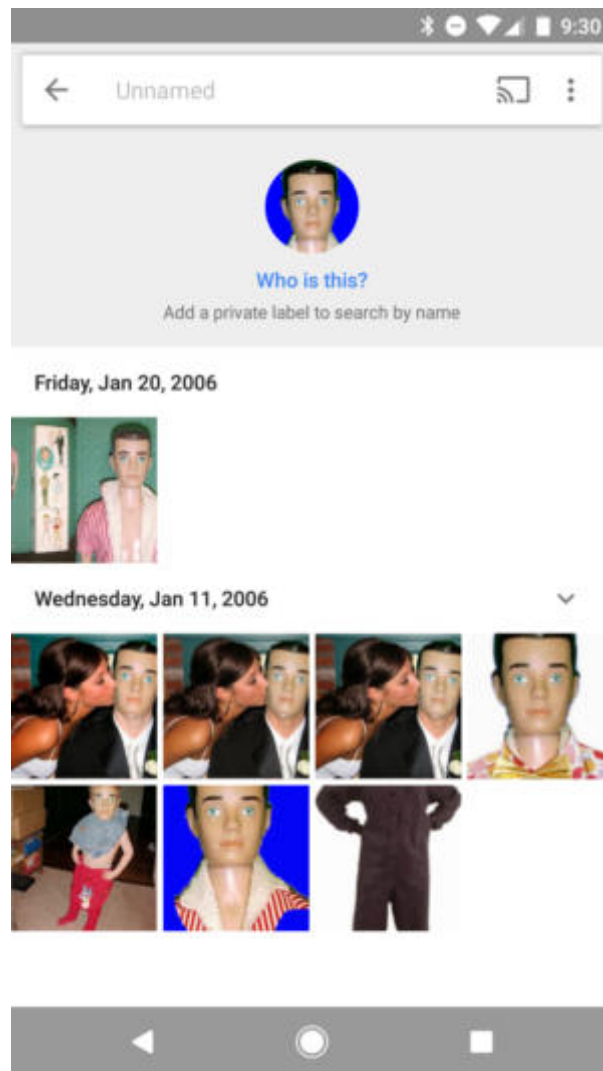 9:30
Unnamed
Who is this?
Add a private label to search by name
Friday, Jan 20, 2006
Wednesday, Jan 11, 2006